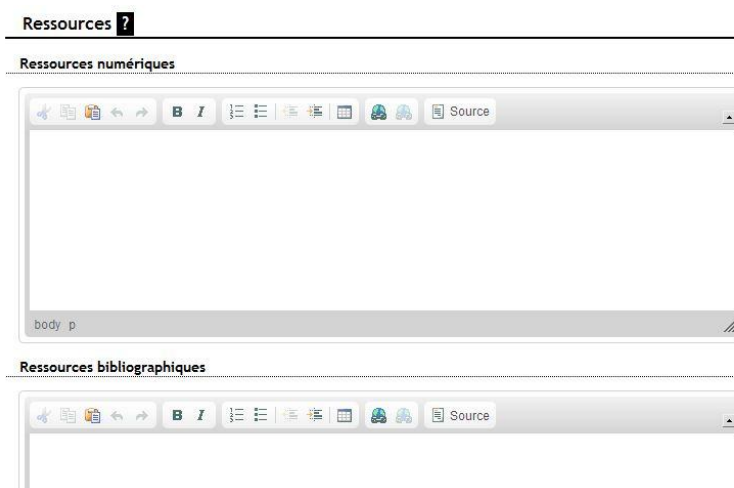 Ressources ?
Ressources numériques
B I Source
body p
Ressources bibliographiques
B I Source